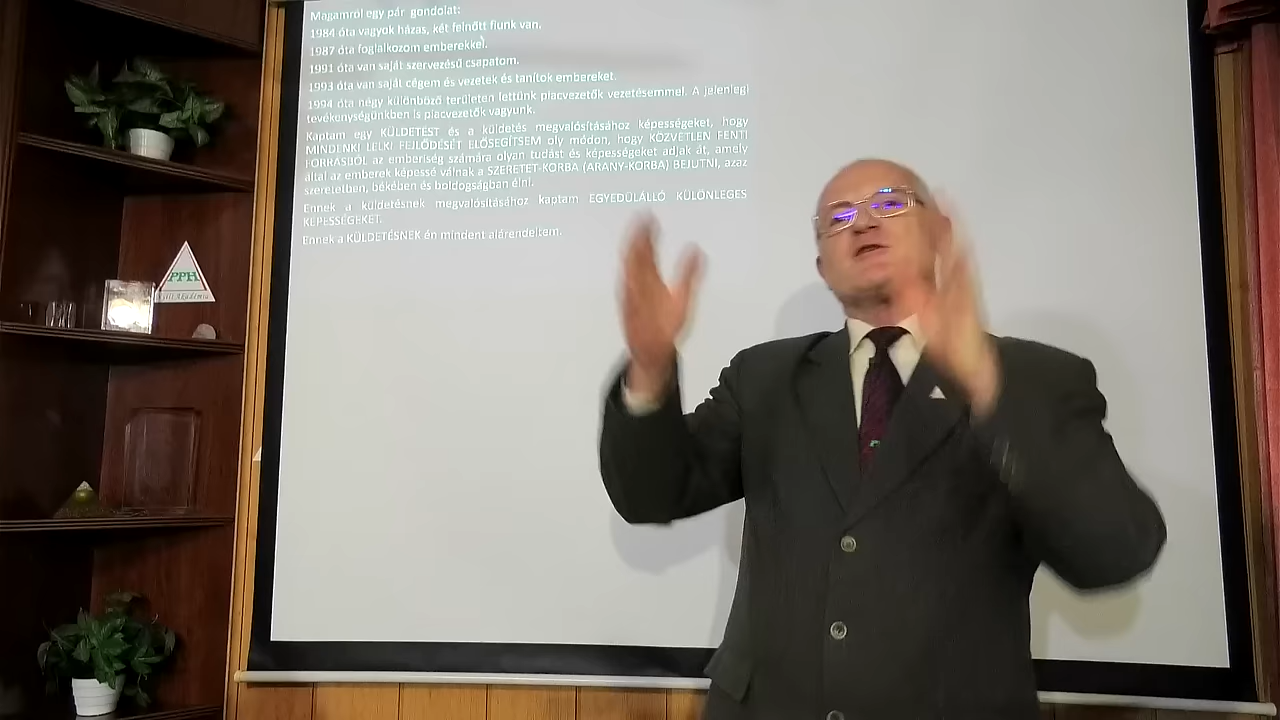 Magamról egy pár gondolat:
1984 óta vagyok házas, két felnőtt fiunk van.
1987 óta foglalkozom emberekkel.
1991 óta van saját szervezésű csapatom.
1993 óta van saját cégem és vezetek és tanítok embereket.
1994 óta négy különböző területen lettünk piacvezetők vezetésemmel. A jelenlegi
tevékenységünkben is piacvezetők vagyunk.
Kaptam egy KÜLDETÉST és a küldetés megvalósításához képességeket, hogy
MINDENKI LELKI FEJLŐDÉSÉT ELŐSEGÍTSEM oly módon, hogy KÖZVETLEN FENTI
FORRÁSBÓL az emberiség számára olyan tudást és képességeket adjak át, amely
által az emberek képessé válnak a SZERETET-KORBA (ARANY-KORBA) BEJUTNI, azaz
szeretetben, békében és boldogságban élni.
Ennek a küldetésnek megvalósításához kaptam EGYEDÜLÁLLÓ KÜLÖNLEGES
KÉPESSÉGEKET.
Ennek a KÜLDETÉSNEK én mindent alárendeltem.
PPH
Akadémia